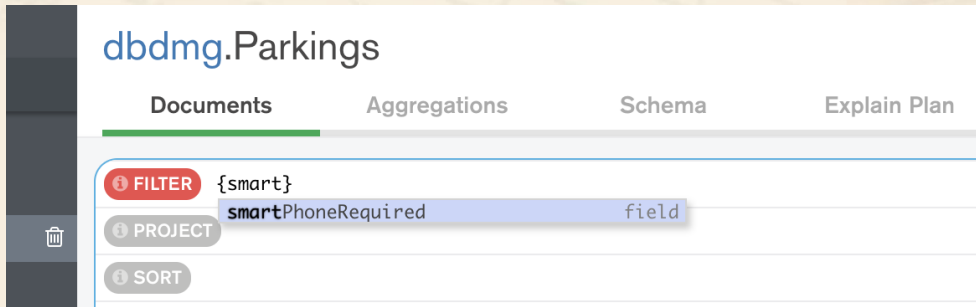 dbdmg.Parkings
Documents Aggregations Schema Explain Plan
FILTER {smart}
smartPhoneRequired field
PROJECT
SORT